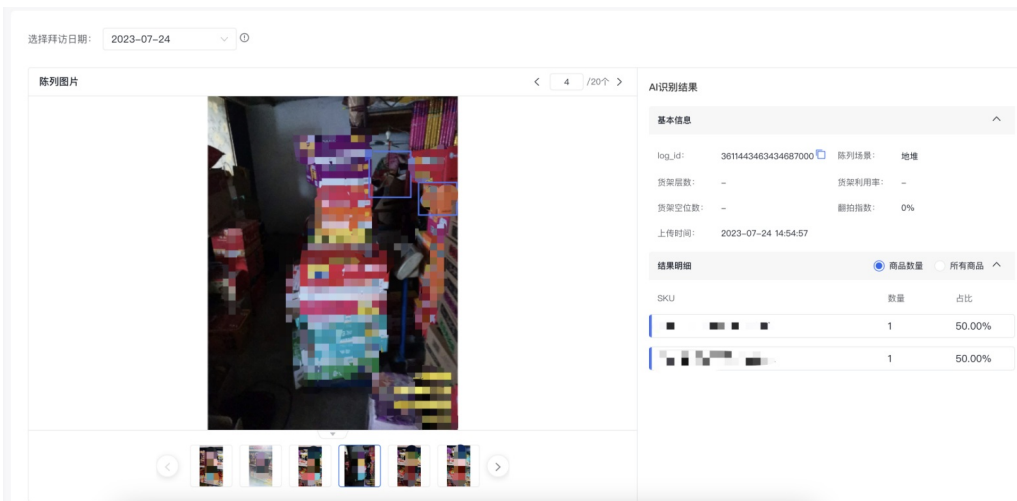 选择拜访日期: 2023-07-24
陈列图片
4 /20个
AI识别结果
基本信息
log_id: 3611443463434687000 陈列场景: 地堆
货架层数: - 货架利用率: -
货架空位数: - 翻拍指数: 0%
上传时间: 2023-07-24 14:54:57
结果明细 商品数量 所有商品
SKU 数量 占比
1 50.00%
1 50.00%